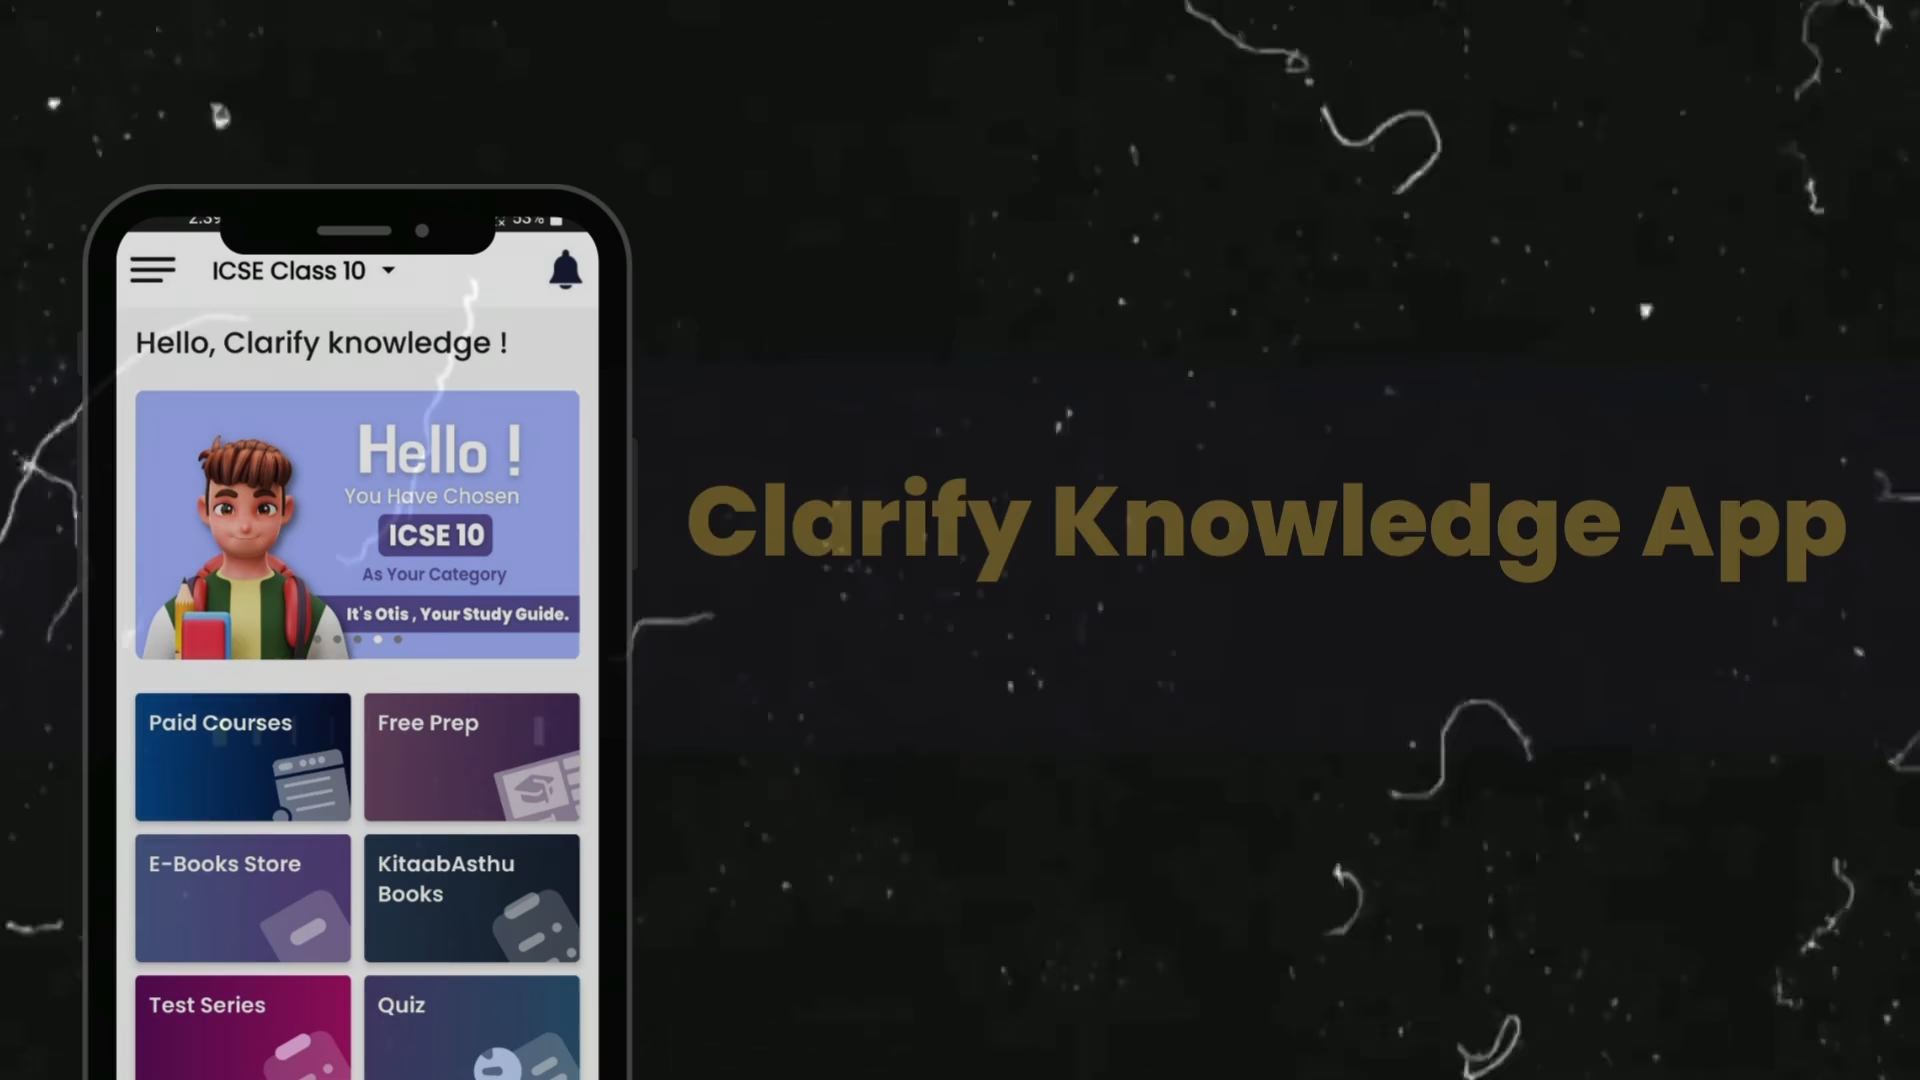 53%
ICSE Class 10
Hello, Clarify knowledge !
Hello !
You Have Chosen
ICSE 10
As Your Category
It's Otis , Your Study Guide.
Clarify Knowledge App
Paid Courses
Free Prep
E-Books Store
KitaabAsthu
Books
Test Series
Quiz